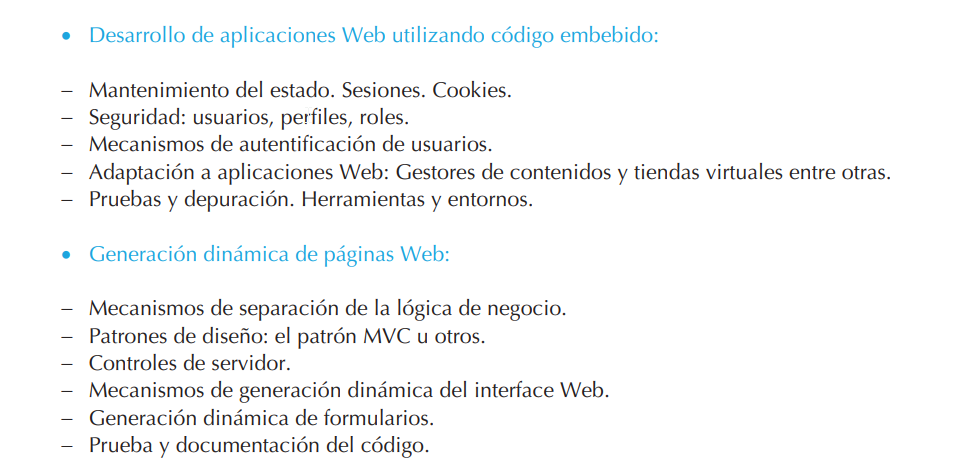 • Desarrollo de aplicaciones Web utilizando código embebido:
– Mantenimiento del estado. Sesiones. Cookies.
– Seguridad: usuarios, perfiles, roles.
– Mecanismos de autentificación de usuarios.
– Adaptación a aplicaciones Web: Gestores de contenidos y tiendas virtuales entre otras.
– Pruebas y depuración. Herramientas y entornos.
• Generación dinámica de páginas Web:
– Mecanismos de separación de la lógica de negocio.
– Patrones de diseño: el patrón MVC u otros.
– Controles de servidor.
– Mecanismos de generación dinámica del interface Web.
– Generación dinámica de formularios.
– Prueba y documentación del código.